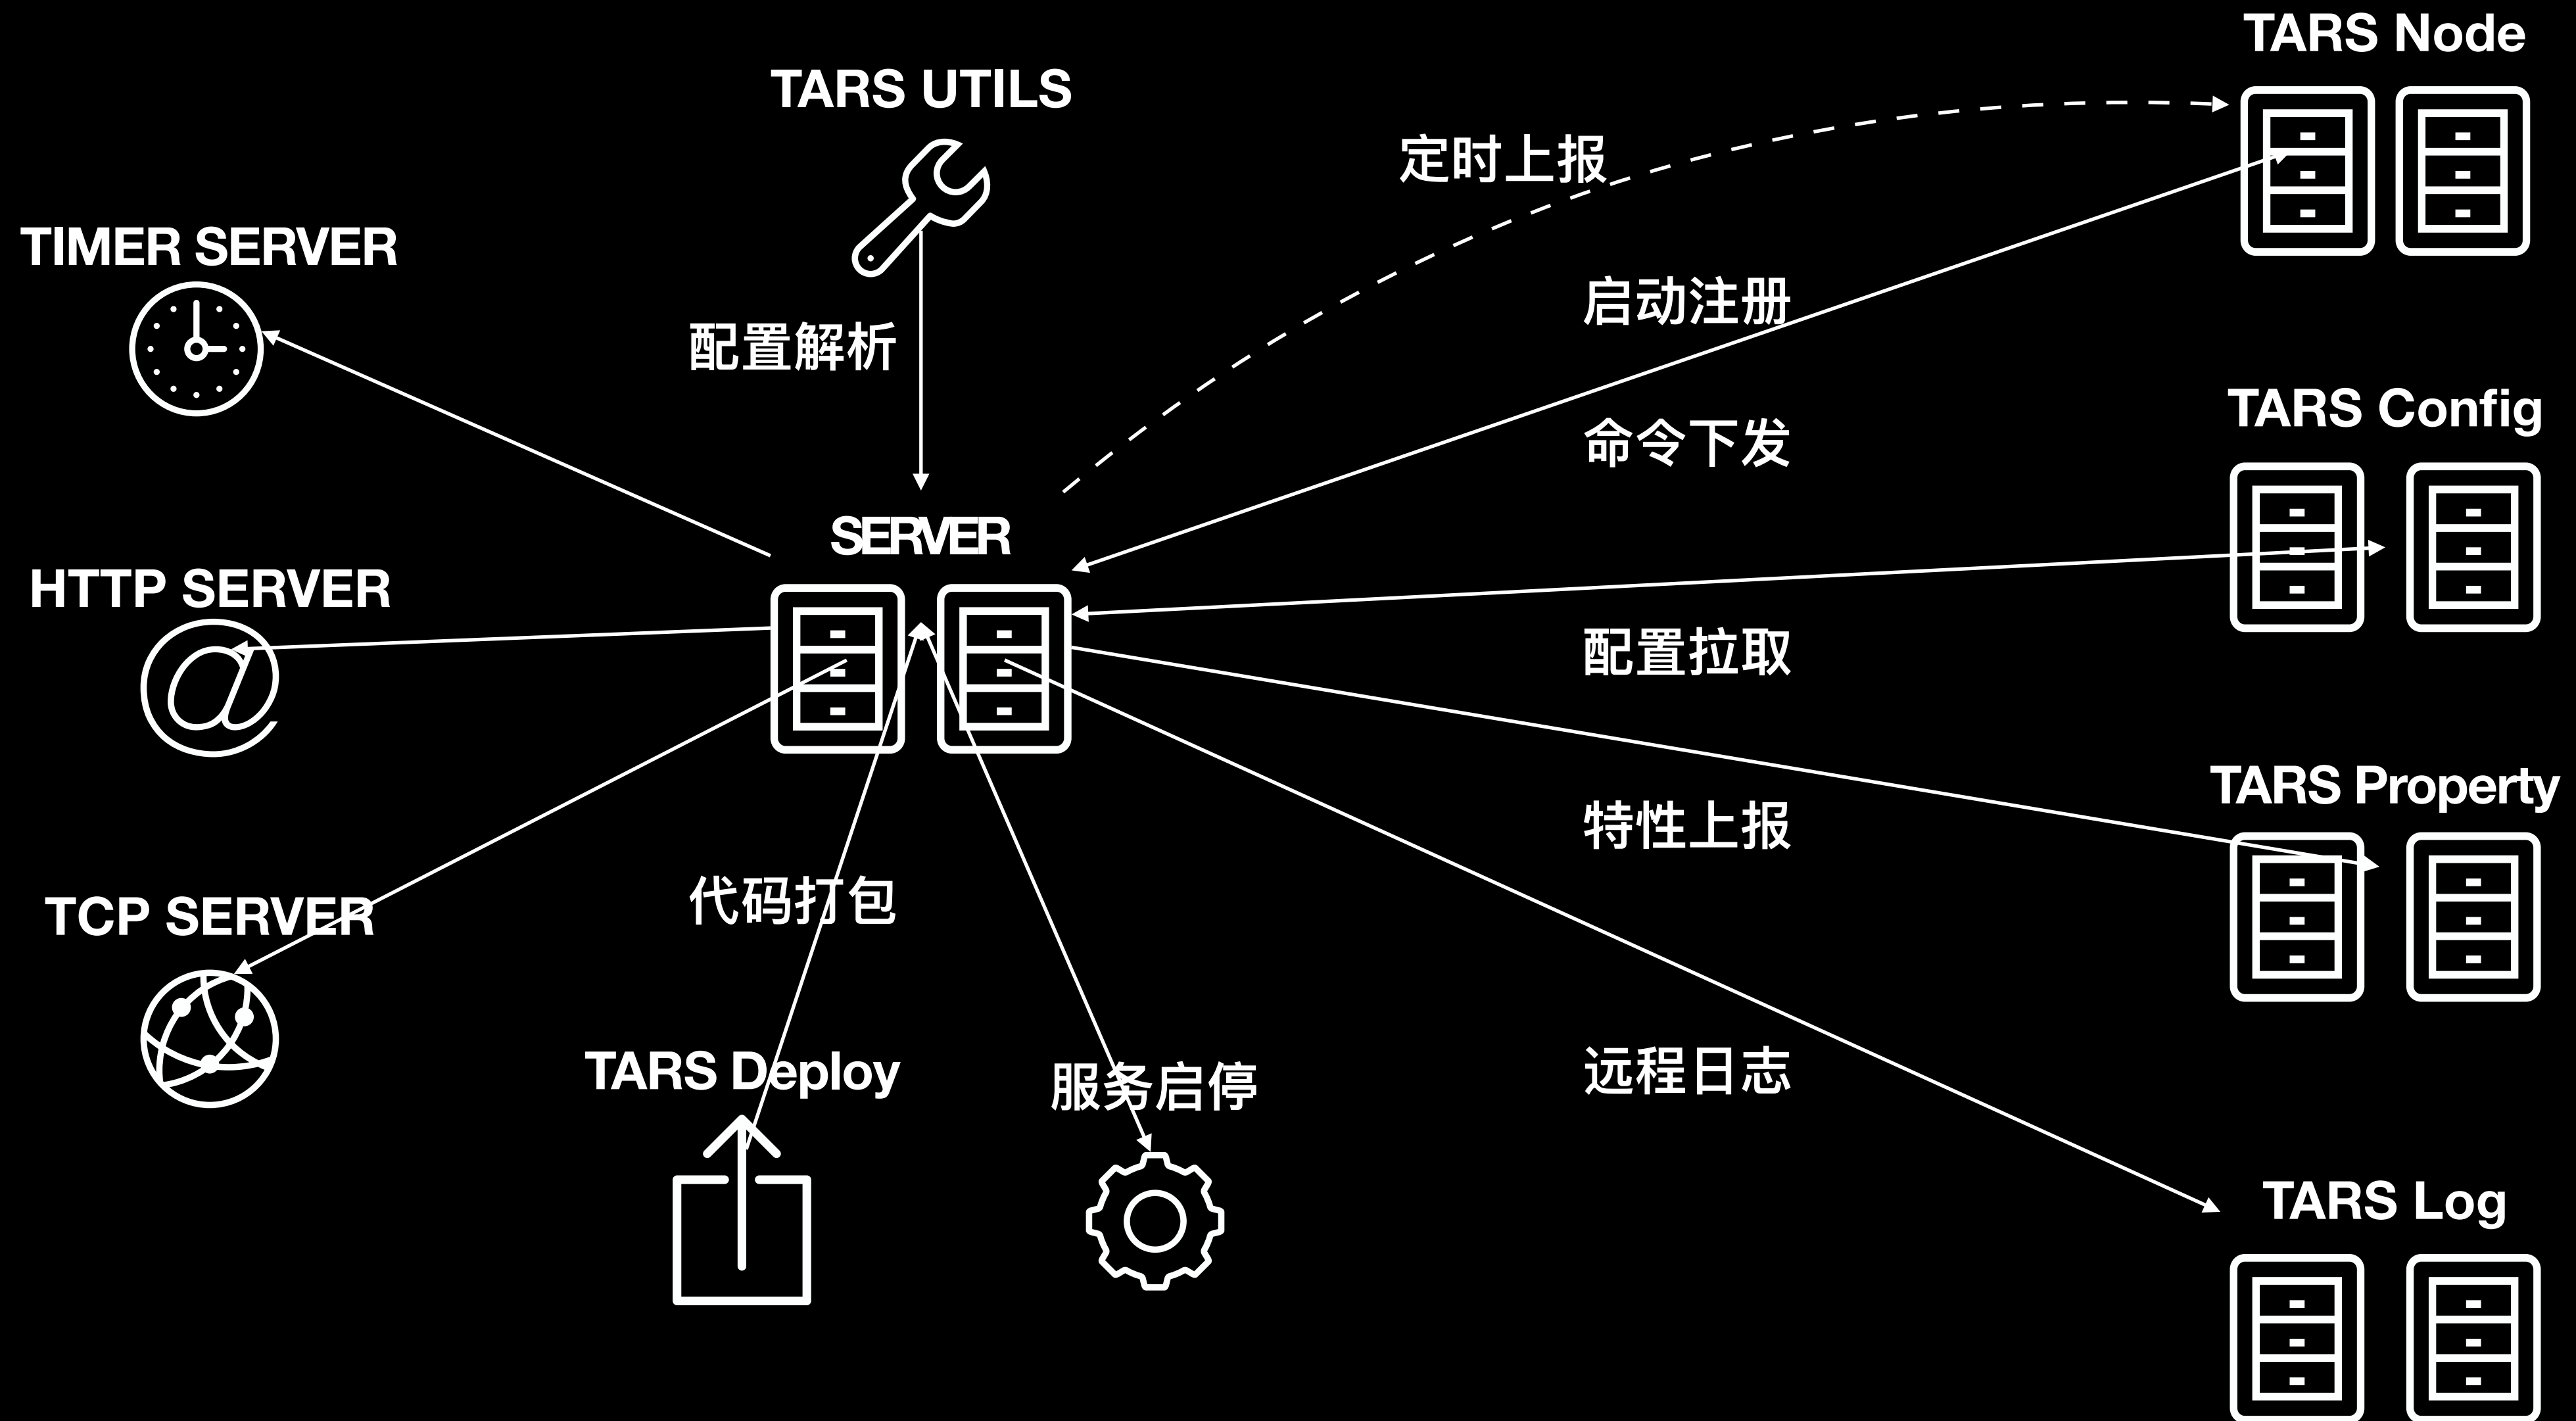 TARS Node
TARS UTILS
定时上报
TIMER SERVER
启动注册
配置解析
TARS Config
命令下发
SERVER
HTTP SERVER
配置拉取
TARS Property
特性上报
代码打包
TCP SERVER
TARS Deploy
服务启停
远程日志
TARS Log